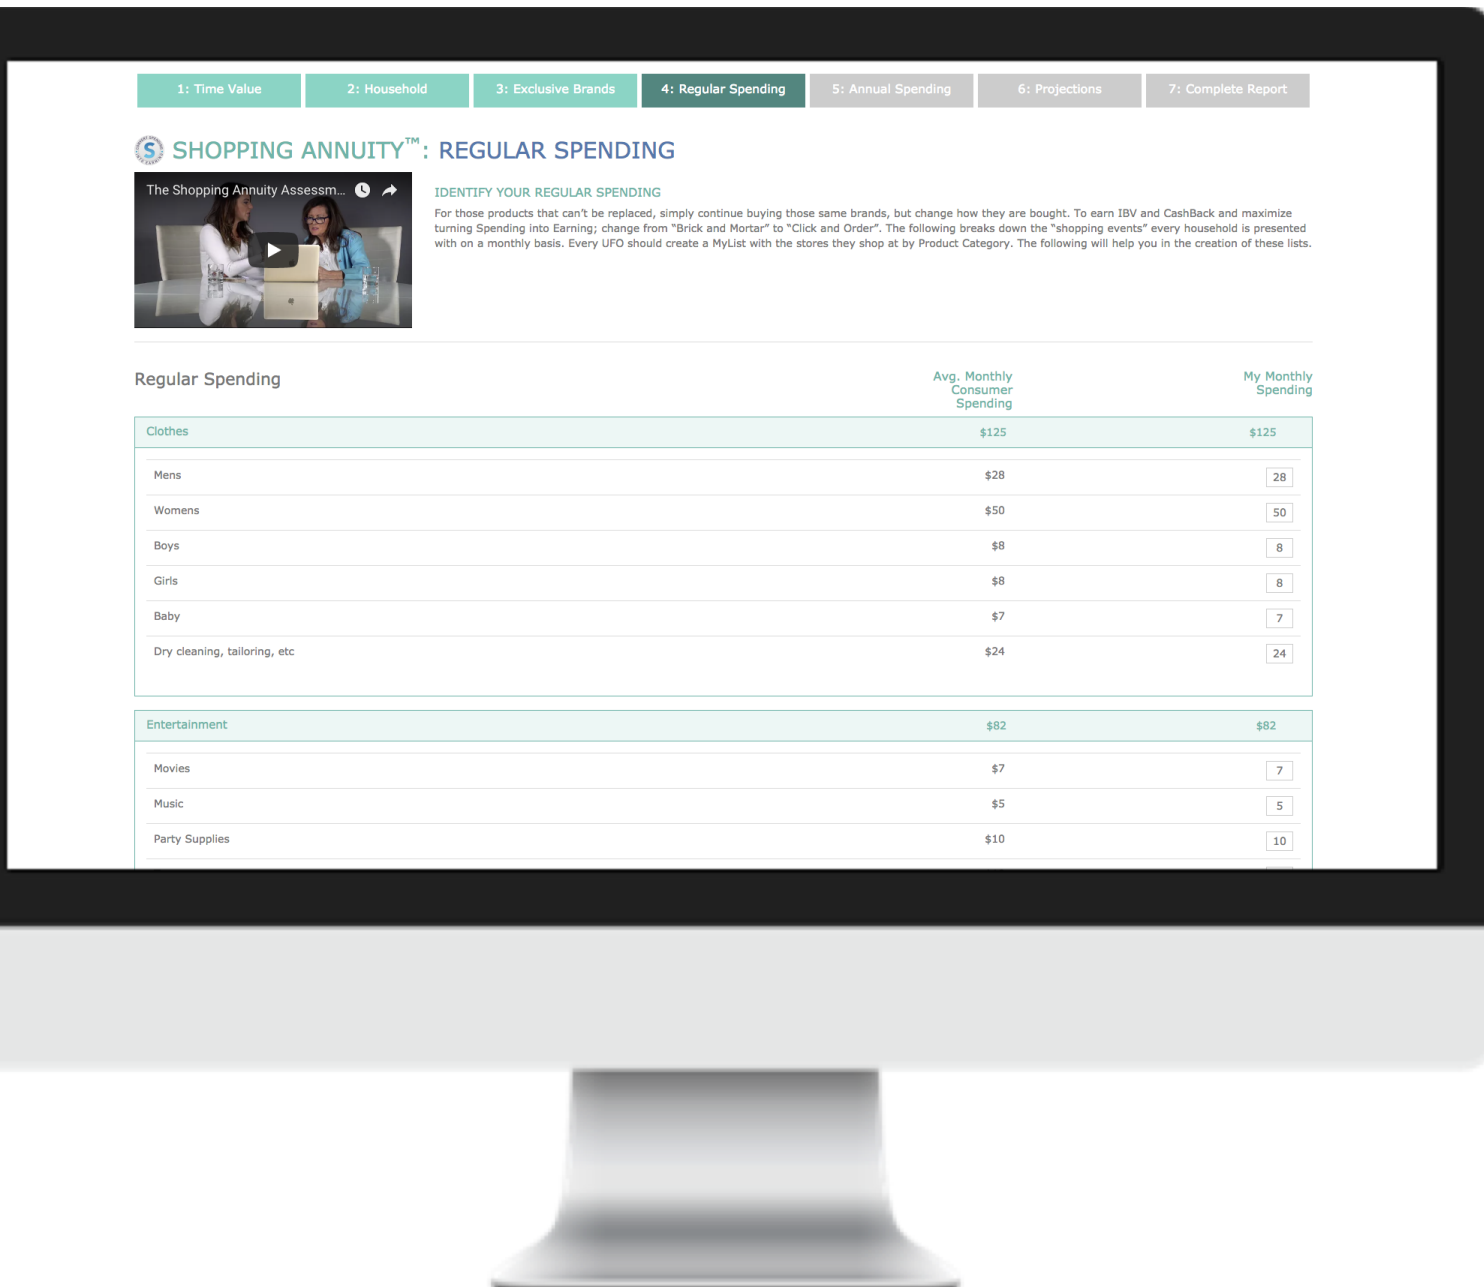 1: Time Value 2: Household 3: Exclusive Brands 4: Regular Spending 5: Annual Spending 6: Projections 7: Complete Report
S SHOPPING ANNUITY™: REGULAR SPENDING
The Shopping Annuity Assessm...
IDENTIFY YOUR REGULAR SPENDING
For those products that can't be replaced, simply continue buying those same brands, but change how they are bought. To earn IBV and CashBack and maximize
turning Spending into Earning; change from "Brick and Mortar" to "Click and Order". The following breaks down the "shopping events" every household is presented
with on a monthly basis. Every UFO should create a MyList with the stores they shop at by Product Category. The following will help you in the creation of these lists.
Regular Spending
Avg. Monthly
Consumer
Spending
My Monthly
Spending
Clothes $125 $125
Mens $28 28
Womens $50 50
Boys $8 8
Girls $8 8
Baby $7 7
Dry cleaning, tailoring, etc $24 24
Entertainment $82 $82
Movies $7 7
Music $5 5
Party Supplies $10 10